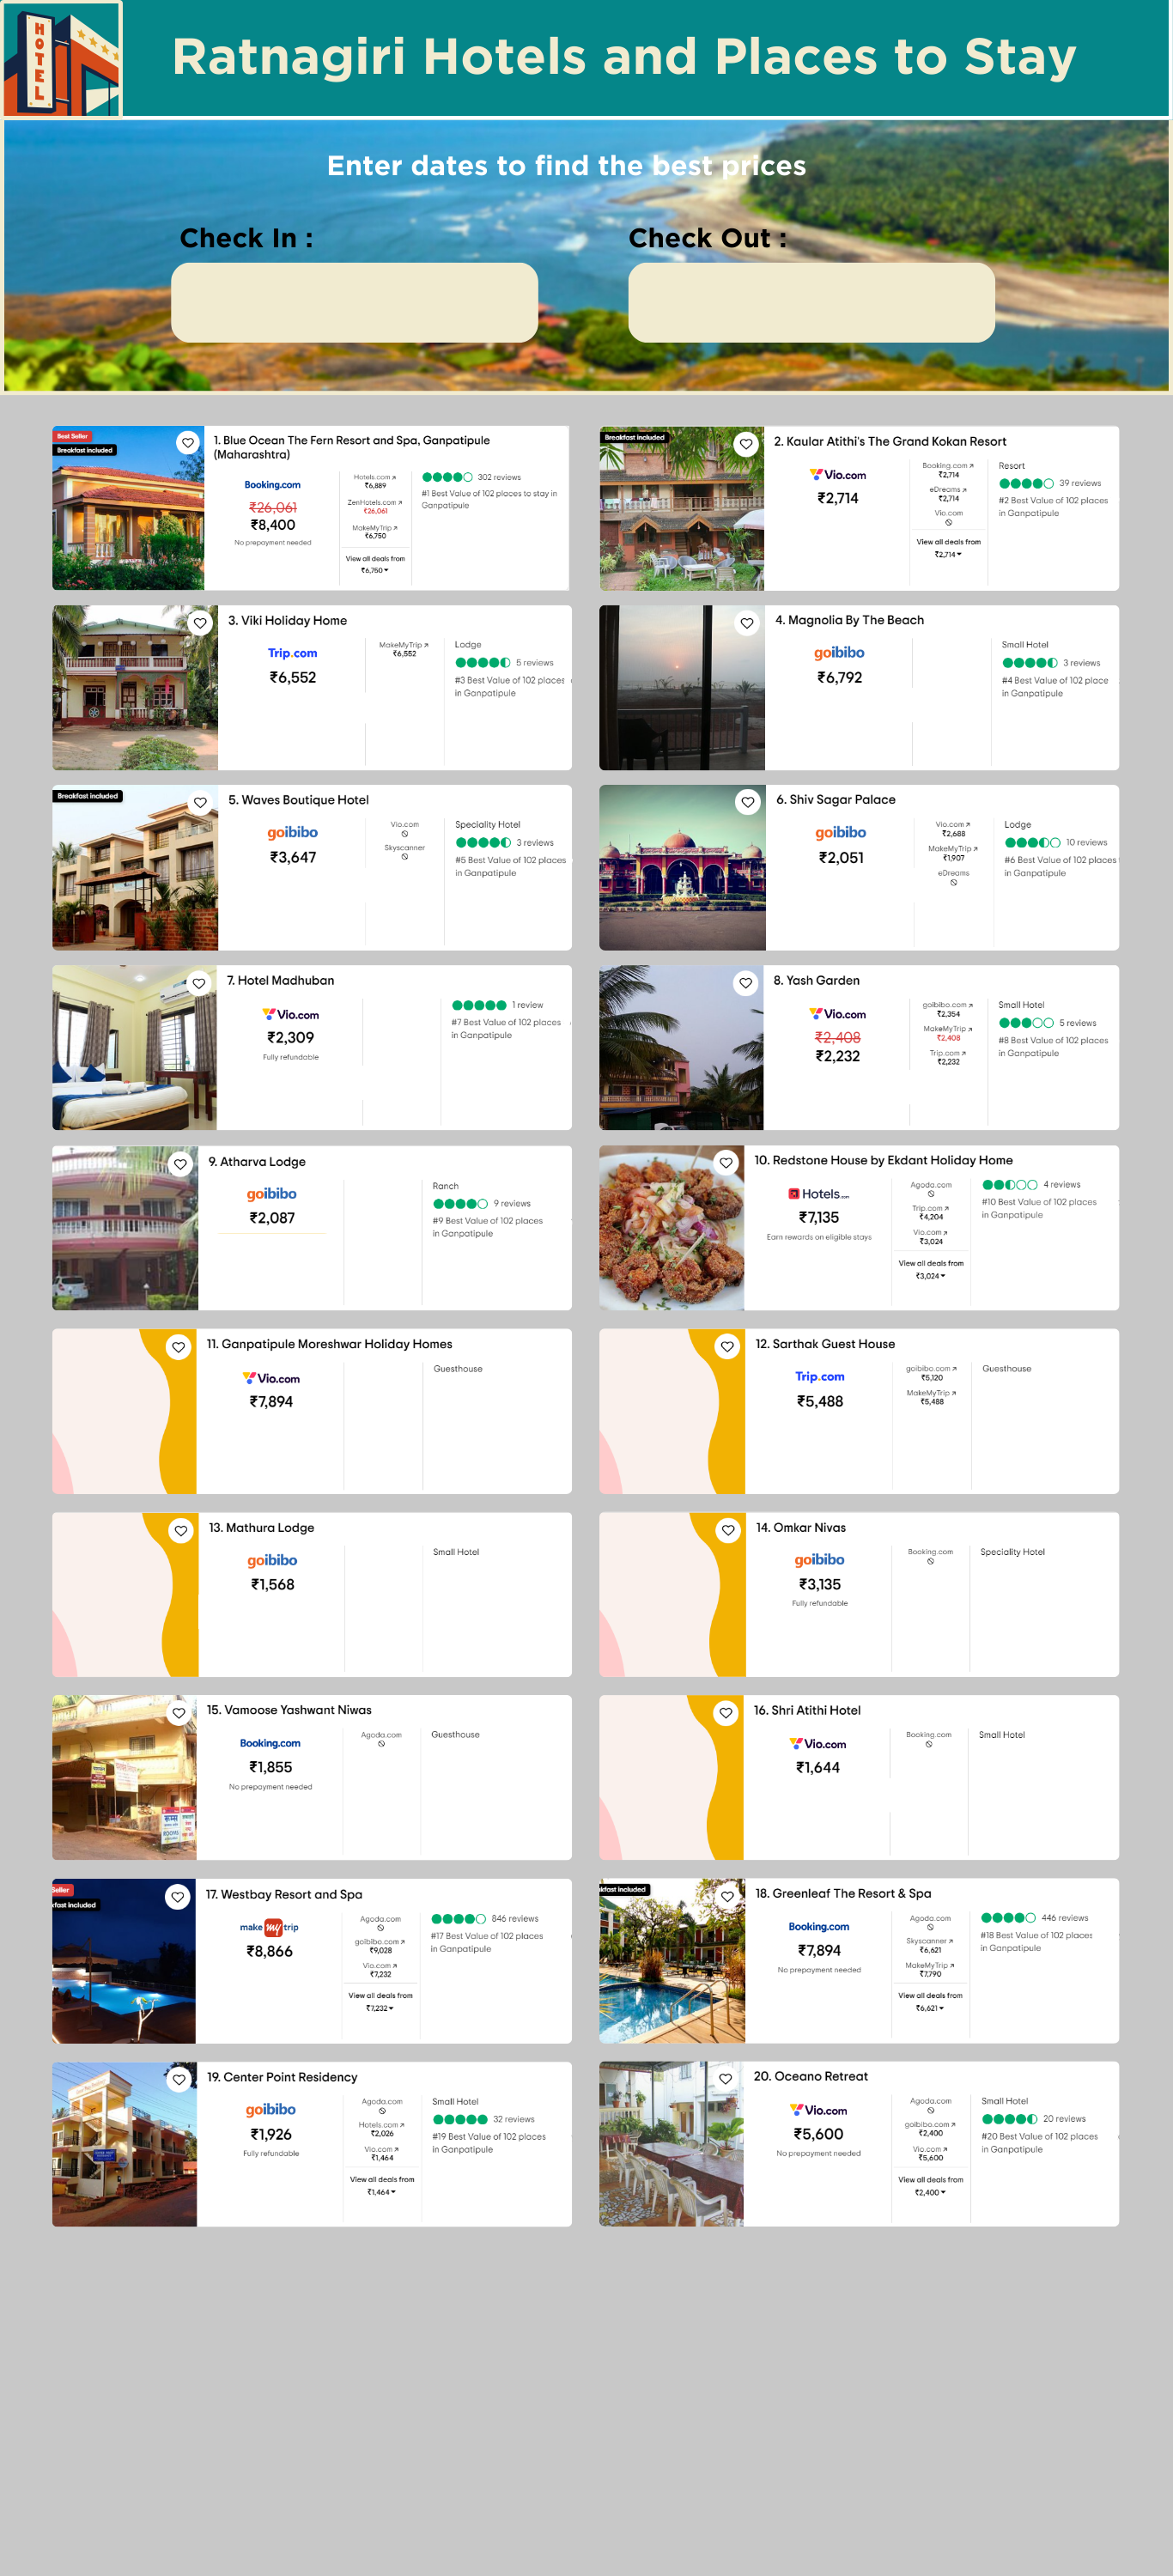 HOTEL
Ratnagiri Hotels and Places to Stay
Enter dates to find the best prices
Check In :
Check Out :
Best Seller
Breakfast included
1. Blue Ocean The Fern Resort and Spa, Ganpatipule
(Maharashtra)
Booking.com
₹26,061
₹8,400
No prepayment needed
Hotels.com ↗
₹6,889
ZenHotels.com ↗
₹26,061
MakeMyTrip ↗
₹6,750
View all deals from
₹6,750
302 reviews
#1 Best Value of 102 places to stay in
Ganpatipule
Breakfast included
2. Kaular Atithi's The Grand Kokan Resort
Vio.com
₹2,714
Booking.com ↗
₹2,714
eDreams ↗
₹2,714
Vio.com
View all deals from
₹2,714
Resort
39 reviews
#2 Best Value of 102 places
in Ganpatipule
3. Viki Holiday Home
Trip.com
₹6,552
MakeMyTrip ↗
₹6,552
Lodge
5 reviews
#3 Best Value of 102 places
in Ganpatipule
4. Magnolia By The Beach
goibibo
₹6,792
Small Hotel
3 reviews
#4 Best Value of 102 place
in Ganpatipule
Breakfast included
5. Waves Boutique Hotel
goibibo
₹3,647
Vio.com
Skyscanner
Speciality Hotel
3 reviews
#5 Best Value of 102 places
in Ganpatipule
6. Shiv Sagar Palace
goibibo
₹2,051
Vio.com ↗
₹2,688
MakeMyTrip ↗
₹1,907
eDreams
Lodge
10 reviews
#6 Best Value of 102 places
in Ganpatipule
7. Hotel Madhuban
Vio.com
₹2,309
Fully refundable
1 review
#7 Best Value of 102 places
in Ganpatipule
8. Yash Garden
Vio.com
₹2,408
₹2,232
goibibo.com ↗
₹2,354
MakeMyTrip ↗
₹2,408
Trip.com ↗
₹2,232
Small Hotel
5 reviews
#8 Best Value of 102 places
in Ganpatipule
9. Atharva Lodge
goibibo
₹2,087
Ranch
9 reviews
#9 Best Value of 102 places
in Ganpatipule
10. Redstone House by Ekdant Holiday Home
Hotels.com
₹7,135
Earn rewards on eligible stays
Agoda.com
Trip.com ↗
₹4,204
Vio.com ↗
₹3,024
View all deals from
₹3,024
4 reviews
#10 Best Value of 102 places
in Ganpatipule
11. Ganpatipule Moreshwar Holiday Homes
Vio.com
₹7,894
Guesthouse
12. Sarthak Guest House
Trip.com
₹5,488
goibibo.com ↗
₹5,120
MakeMyTrip ↗
₹5,488
Guesthouse
13. Mathura Lodge
goibibo
₹1,568
Small Hotel
14. Omkar Nivas
goibibo
₹3,135
Fully refundable
Booking.com
Speciality Hotel
15. Vamoose Yashwant Niwas
Booking.com
₹1,855
No prepayment needed
Agoda.com
Guesthouse
16. Shri Atithi Hotel
Vio.com
₹1,644
Booking.com
Small Hotel
Seller
kfast included
17. Westbay Resort and Spa
make my trip
₹8,866
Agoda.com
goibibo.com ↗
₹9,028
Vio.com ↗
₹7,232
View all deals from
₹7,232
846 reviews
#17 Best Value of 102 places
in Ganpatipule
kfast included
18. Greenleaf The Resort & Spa
Booking.com
₹7,894
No prepayment needed
Agoda.com
Skyscanner ↗
₹6,621
MakeMyTrip ↗
₹7,790
View all deals from
₹6,621
446 reviews
#18 Best Value of 102 places
in Ganpatipule
19. Center Point Residency
goibibo
₹1,926
Fully refundable
Agoda.com
Hotels.com ↗
₹2,026
Vio.com ↗
₹1,464
View all deals from
₹1,464
Small Hotel
32 reviews
#19 Best Value of 102 places
in Ganpatipule
20. Oceano Retreat
Vio.com
₹5,600
No prepayment needed
Agoda.com
goibibo.com ↗
₹2,400
Vio.com ↗
₹5,600
View all deals from
₹2,400
Small Hotel
20 reviews
#20 Best Value of 102 places
in Ganpatipule